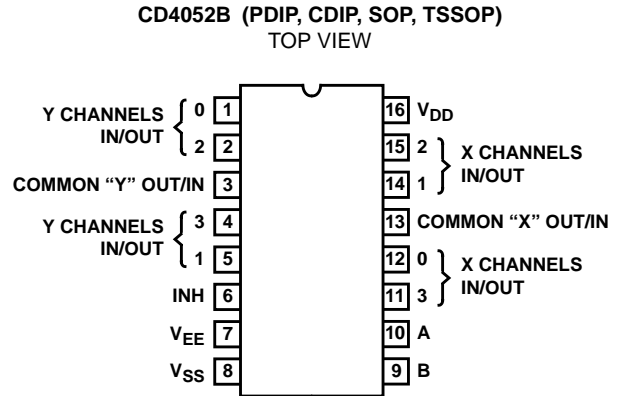 CD4052B (PDIP, CDIP, SOP, TSSOP)
TOP VIEW
Y CHANNELS
IN/OUT
0 1
2 2
COMMON “Y” OUT/IN 3
Y CHANNELS
IN/OUT
3 4
1 5
INH 6
VEE 7
VSS 8
16 VDD
15 2
14 1
X CHANNELS
IN/OUT
13 COMMON “X” OUT/IN
12 0
11 3
X CHANNELS
IN/OUT
10 A
9 B